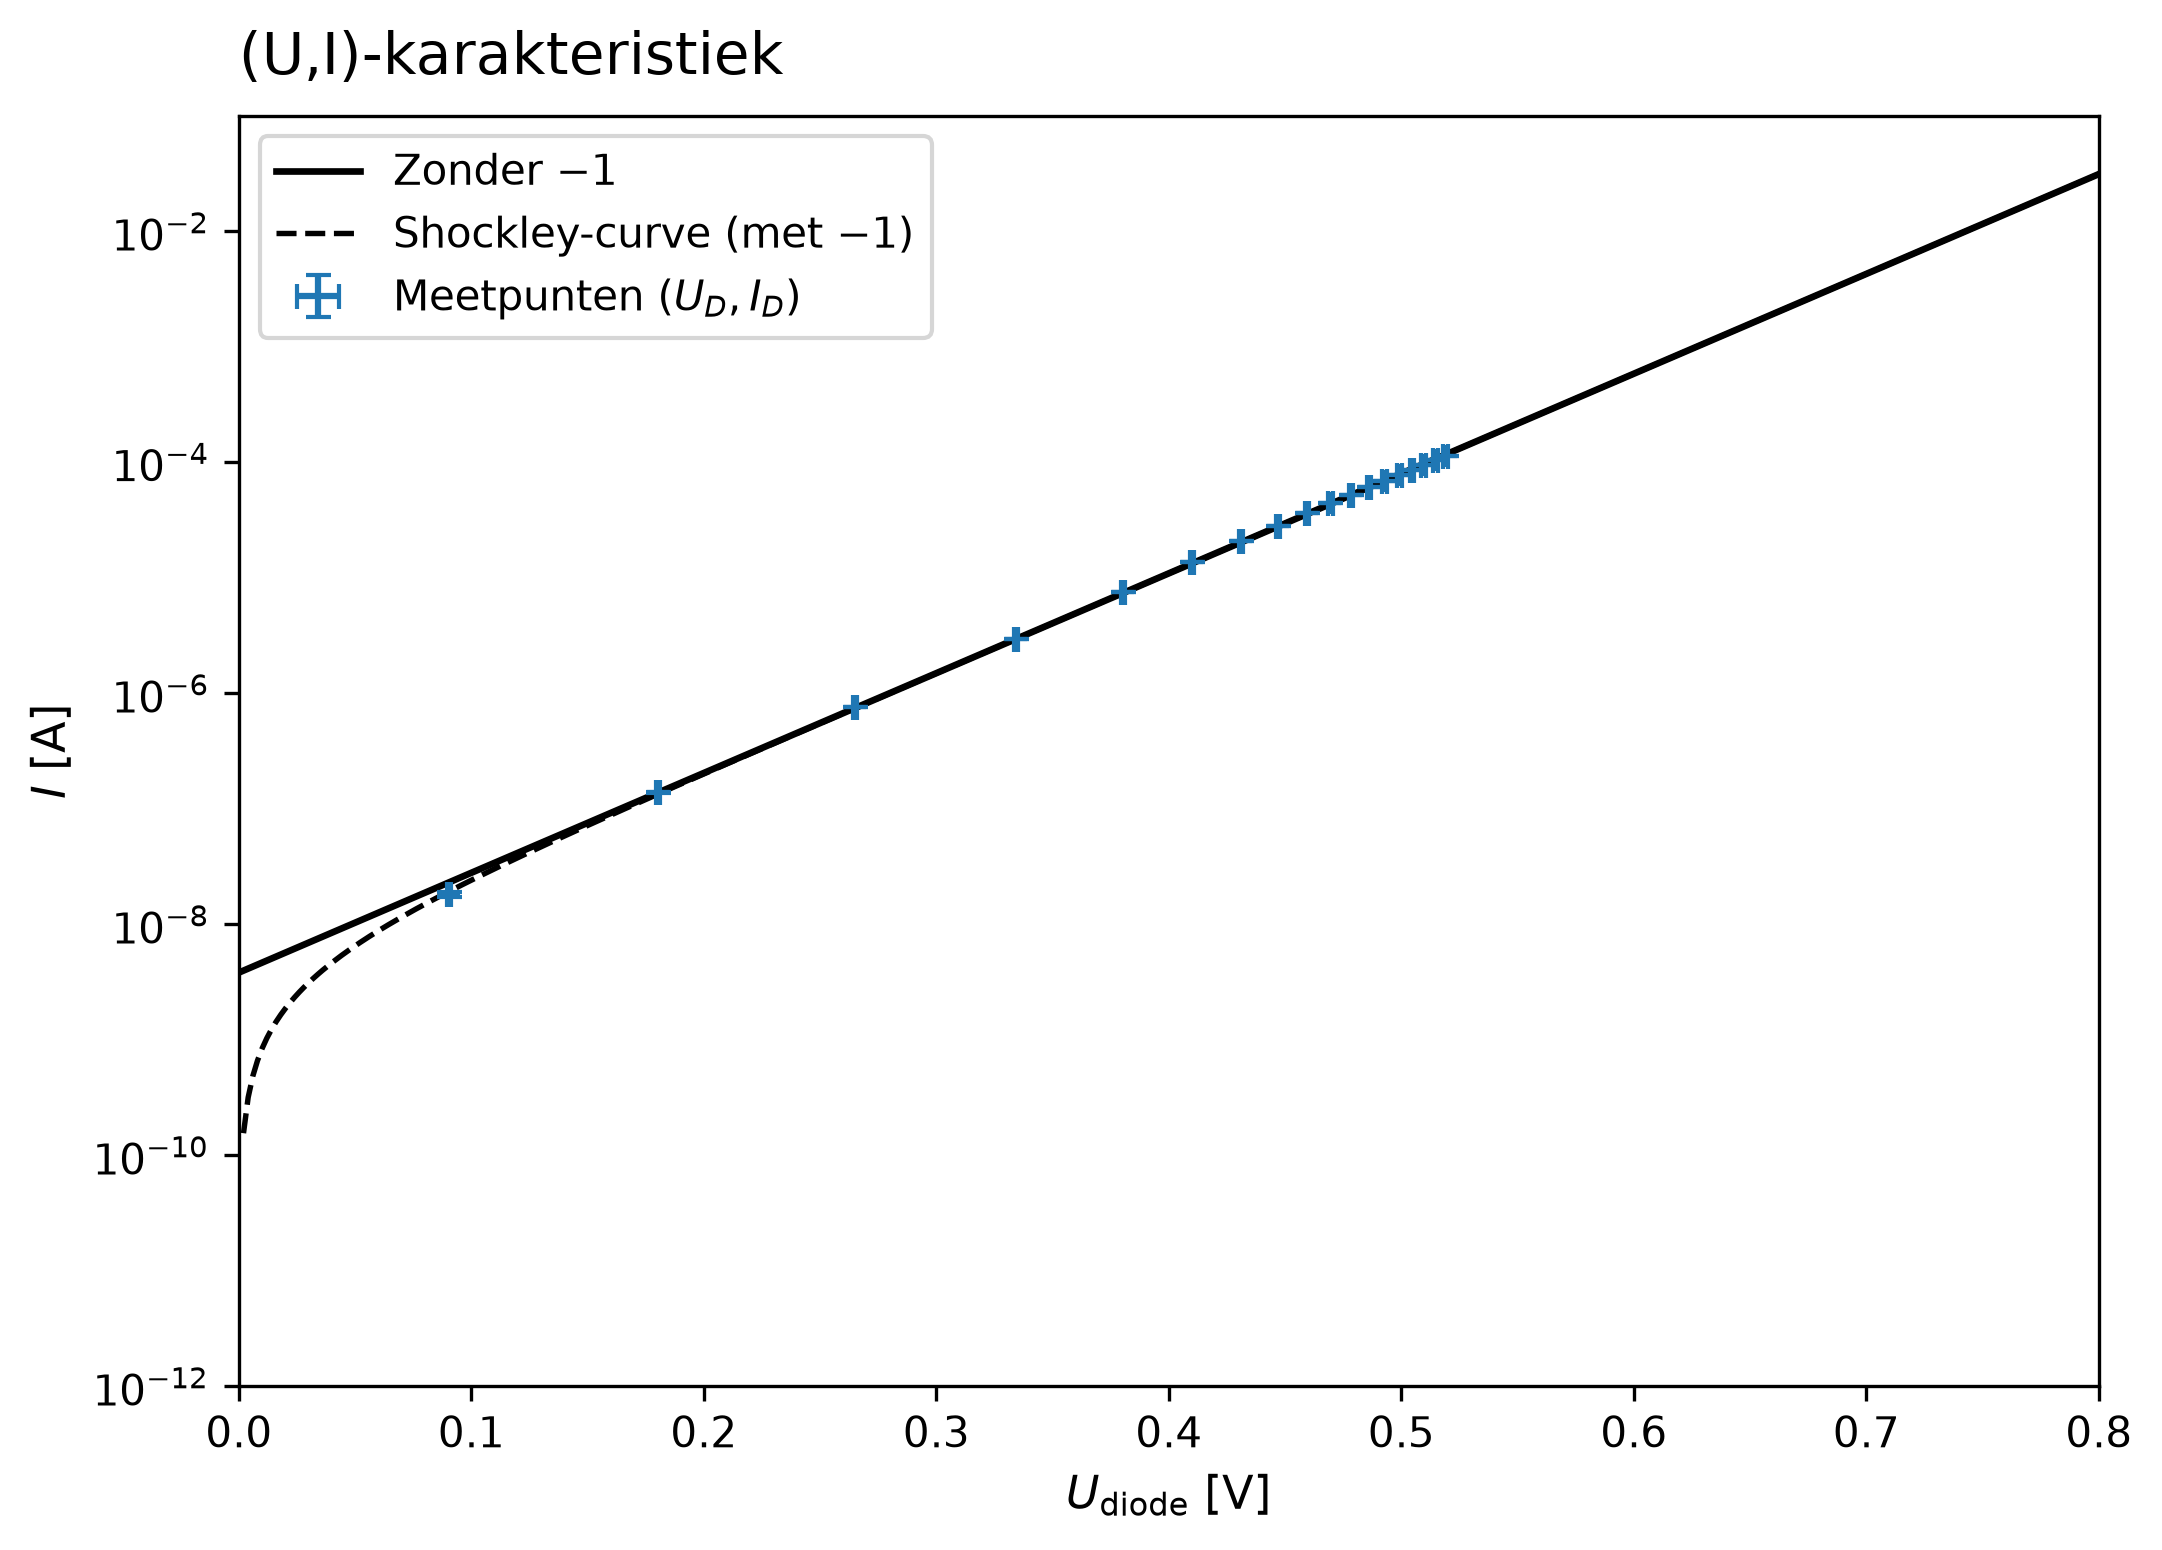 (U,I)-karakteristiek
Zonder −1
Shockley-curve (met −1)
Meetpunten (U_D, I_D)
I [A]
10^−2
10^−4
10^−6
10^−8
10^−10
10^−12
0.0 0.1 0.2 0.3 0.4 0.5 0.6 0.7 0.8
U_diode [V]